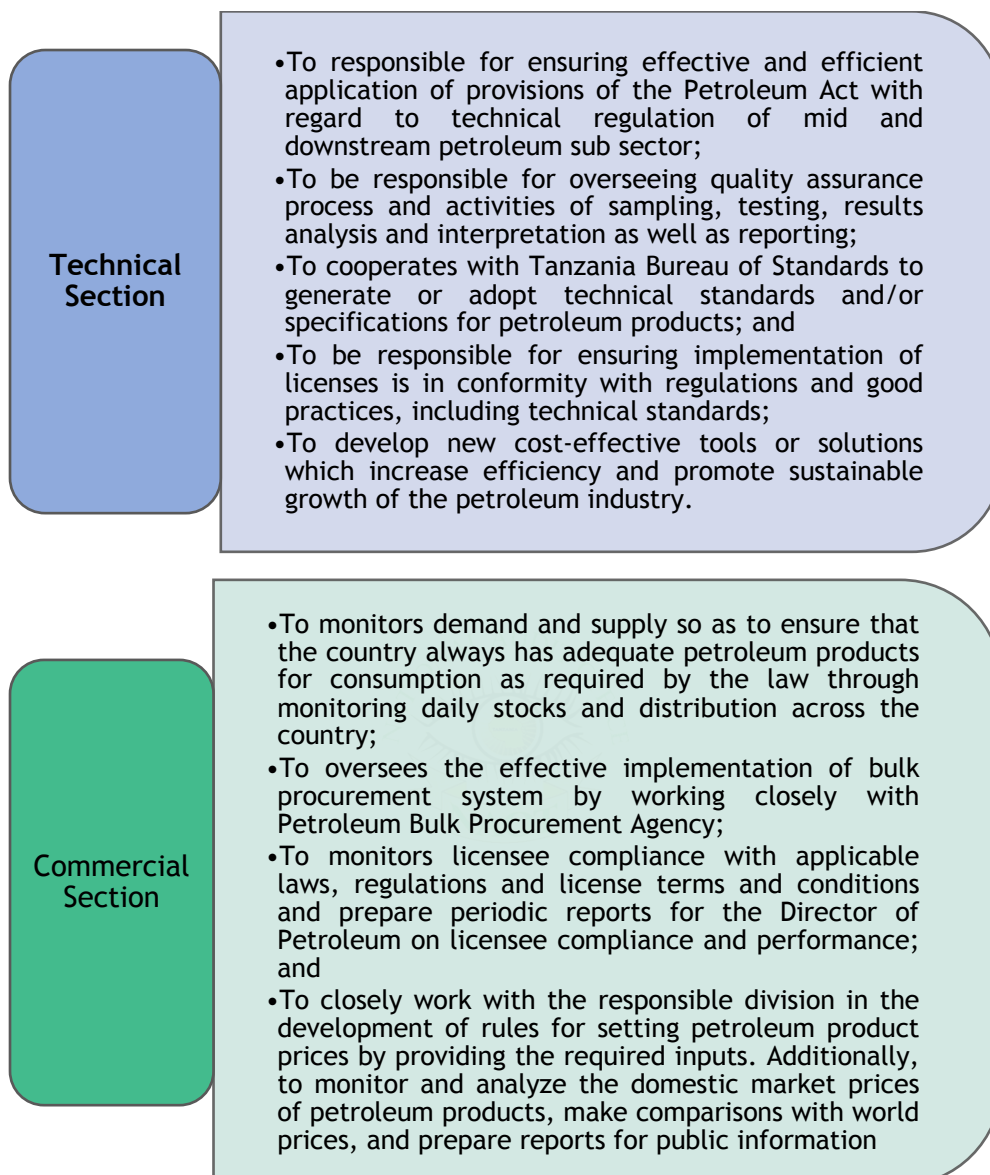 Technical
Section
•To responsible for ensuring effective and efficient
application of provisions of the Petroleum Act with
regard to technical regulation of mid and
downstream petroleum sub sector;
•To be responsible for overseeing quality assurance
process and activities of sampling, testing, results
analysis and interpretation as well as reporting;
•To cooperates with Tanzania Bureau of Standards to
generate or adopt technical standards and/or
specifications for petroleum products; and
•To be responsible for ensuring implementation of
licenses is in conformity with regulations and good
practices, including technical standards;
•To develop new cost-effective tools or solutions
which increase efficiency and promote sustainable
growth of the petroleum industry.
Commercial
Section
•To monitors demand and supply so as to ensure that
the country always has adequate petroleum products
for consumption as required by the law through
monitoring daily stocks and distribution across the
country;
•To oversees the effective implementation of bulk
procurement system by working closely with
Petroleum Bulk Procurement Agency;
•To monitors licensee compliance with applicable
laws, regulations and license terms and conditions
and prepare periodic reports for the Director of
Petroleum on licensee compliance and performance;
and
•To closely work with the responsible division in the
development of rules for setting petroleum product
prices by providing the required inputs. Additionally,
to monitor and analyze the domestic market prices
of petroleum products, make comparisons with world
prices, and prepare reports for public information